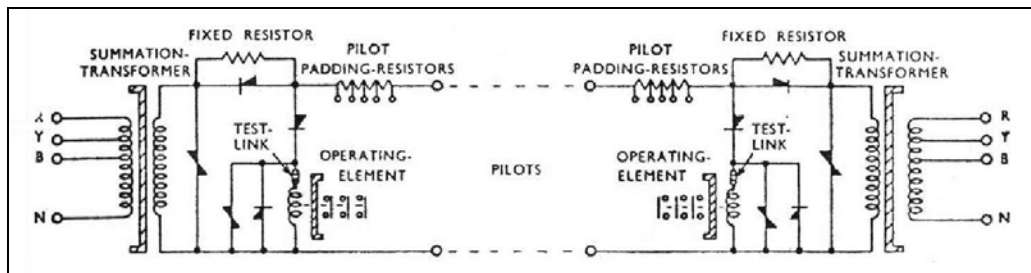 FIXED RESISTOR
SUMMATION-
TRANSFORMER
PILOT
PADDING-RESISTORS
R
Y
B
N
TEST-
LINK
OPERATING-
ELEMENT
PILOTS
PILOT
PADDING-RESISTORS
FIXED RESISTOR
SUMMATION-
TRANSFORMER
OPERATING-
ELEMENT
TEST-
LINK
R
Y
B
N